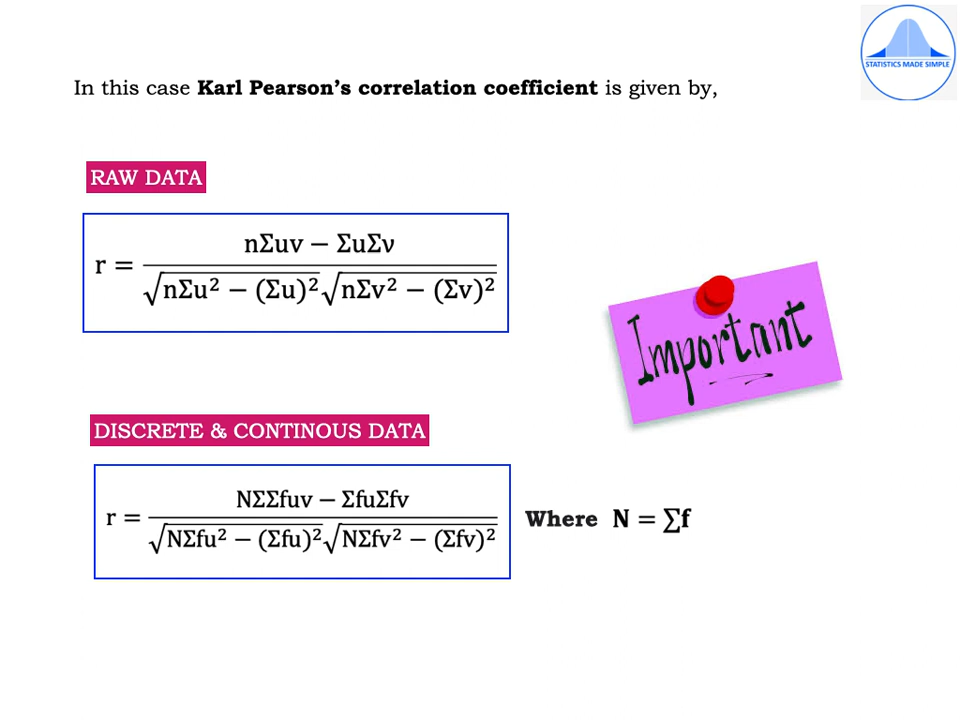 STATISTICS MADE SIMPLE
In this case Karl Pearson’s correlation coefficient is given by,
RAW DATA
r = (nΣuv − ΣuΣν) / (√(nΣu² − (Σu)²) √(nΣv² − (Σv)²))
Important
DISCRETE & CONTINOUS DATA
r = (NΣΣfuv − ΣfuΣfv) / (√(NΣfu² − (Σfu)²) √(NΣfv² − (Σfv)²)) Where N = ∑f